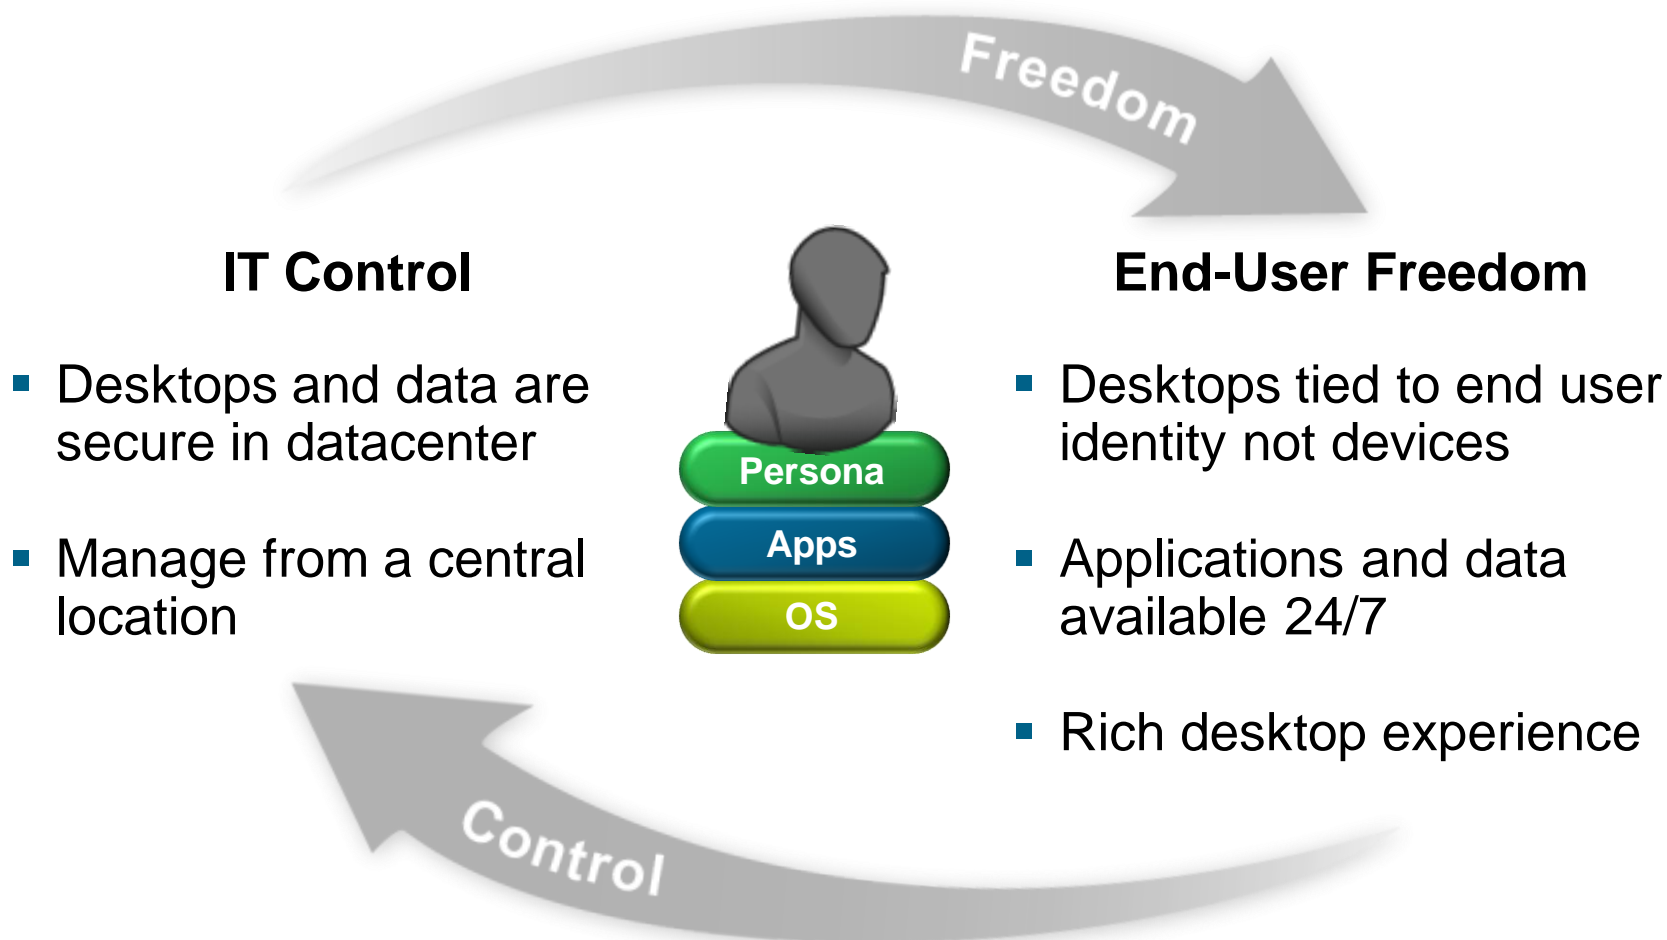 Freedom
IT Control
Desktops and data are
secure in datacenter
Manage from a central
location
Persona
Apps
OS
End-User Freedom
Desktops tied to end user
identity not devices
Applications and data
available 24/7
Rich desktop experience
Control